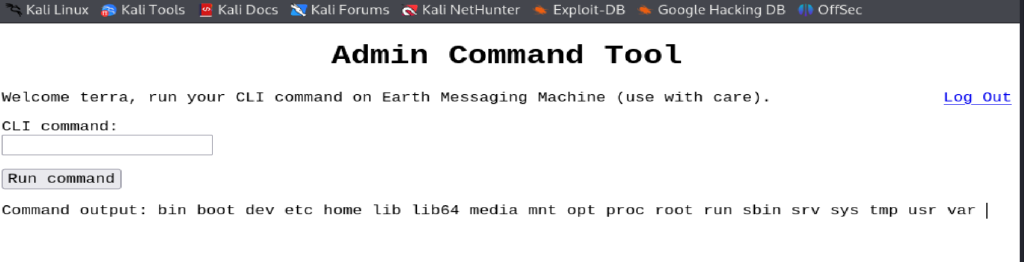 Kali Linux Kali Tools Kali Docs Kali Forums Kali NetHunter Exploit-DB Google Hacking DB OffSec
Admin Command Tool
Welcome terra, run your CLI command on Earth Messaging Machine (use with care). Log Out
CLI command:
Run command
Command output: bin boot dev etc home lib lib64 media mnt opt proc root run sbin srv sys tmp usr var